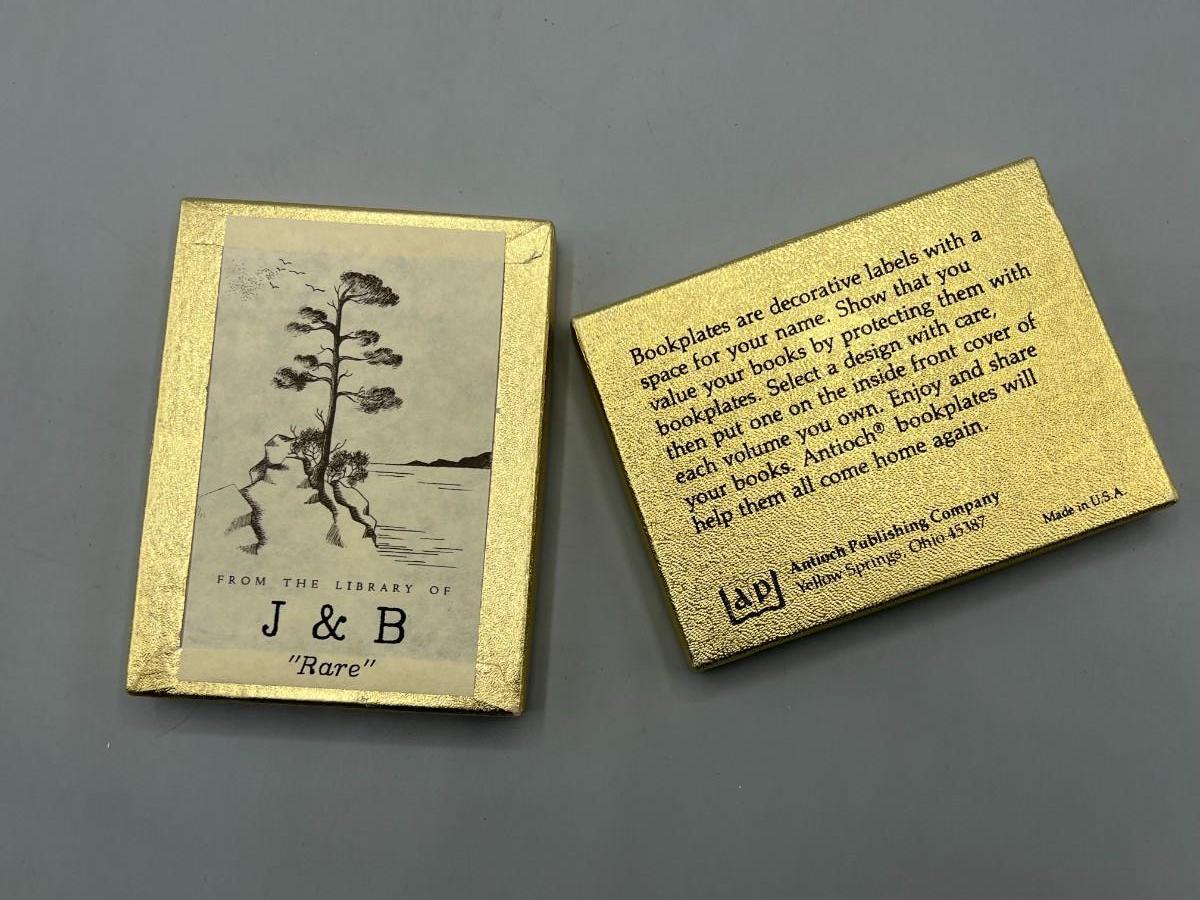 FROM THE LIBRARY OF
J & B
"Rare"
Bookplates are decorative labels with a
space for your name. Show that you
value your books by protecting them with
bookplates. Select a design with care,
then put one on the inside front cover of
each volume you own. Enjoy and share
your books. Antioch® bookplates will
help them all come home again.
ap
Antioch Publishing Company
Yellow Springs, Ohio 45387
Made in U.S.A.